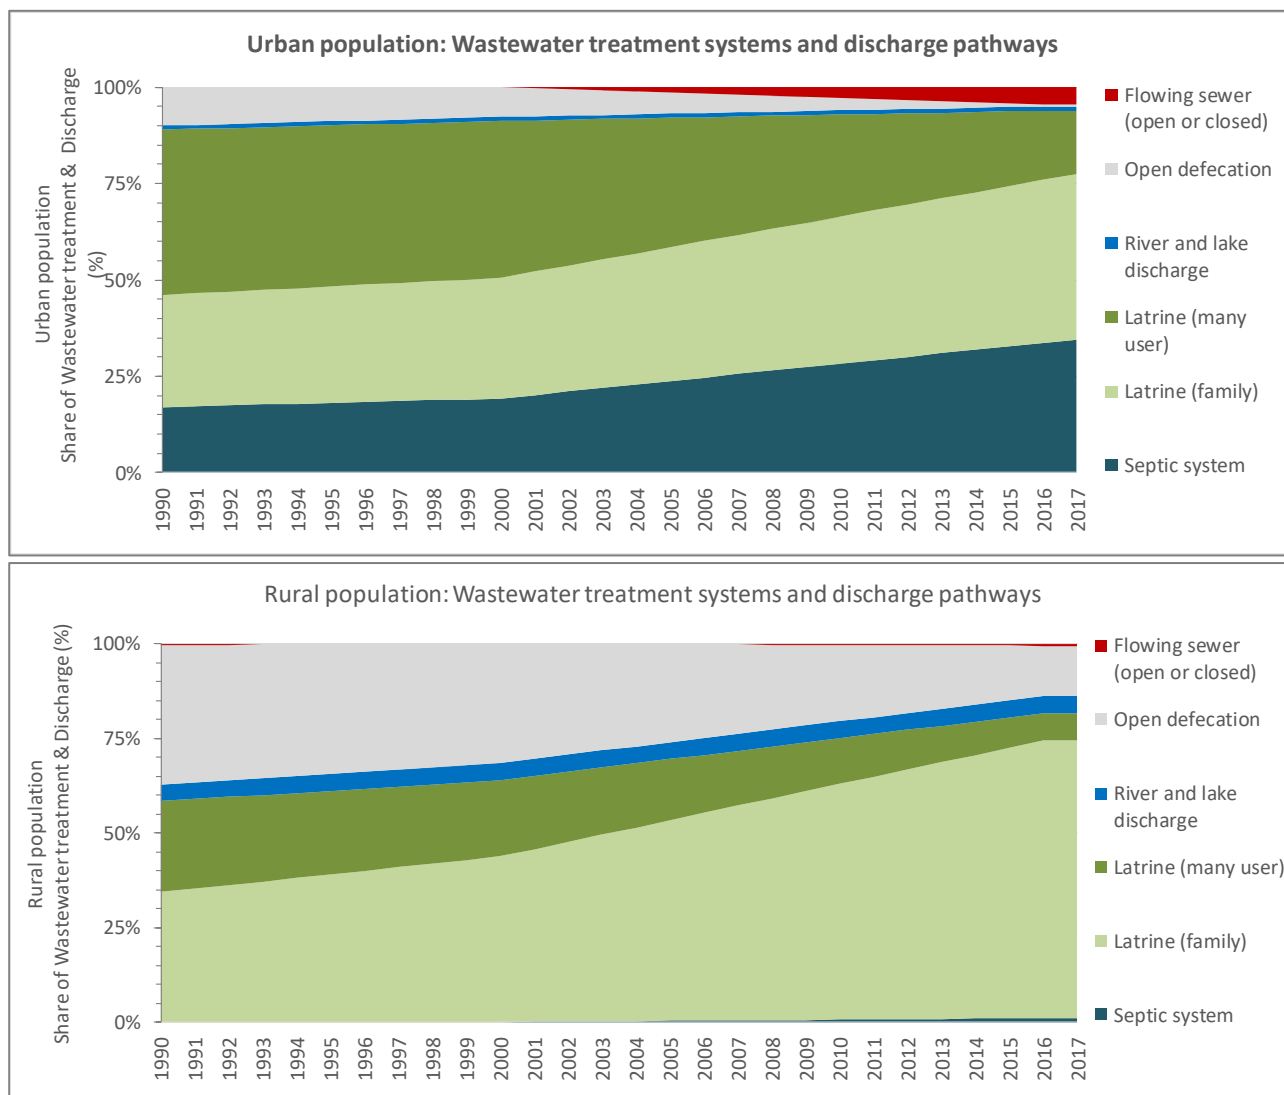 Urban population: Wastewater treatment systems and discharge pathways
Urban population
Share of Wastewater treatment & Discharge
(%)
100%
75%
50%
25%
0%
1990 1991 1992 1993 1994 1995 1996 1997 1998 1999 2000 2001 2002 2003 2004 2005 2006 2007 2008 2009 2010 2011 2012 2013 2014 2015 2016 2017
Flowing sewer
(open or closed)
Open defecation
River and lake
discharge
Latrine (many
user)
Latrine (family)
Septic system
Rural population: Wastewater treatment systems and discharge pathways
Rural population
Share of Wastewater treatment & Discharge (%)
100%
75%
50%
25%
0%
1990 1991 1992 1993 1994 1995 1996 1997 1998 1999 2000 2001 2002 2003 2004 2005 2006 2007 2008 2009 2010 2011 2012 2013 2014 2015 2016 2017
Flowing sewer
(open or closed)
Open defecation
River and lake
discharge
Latrine (many user)
Latrine (family)
Septic system